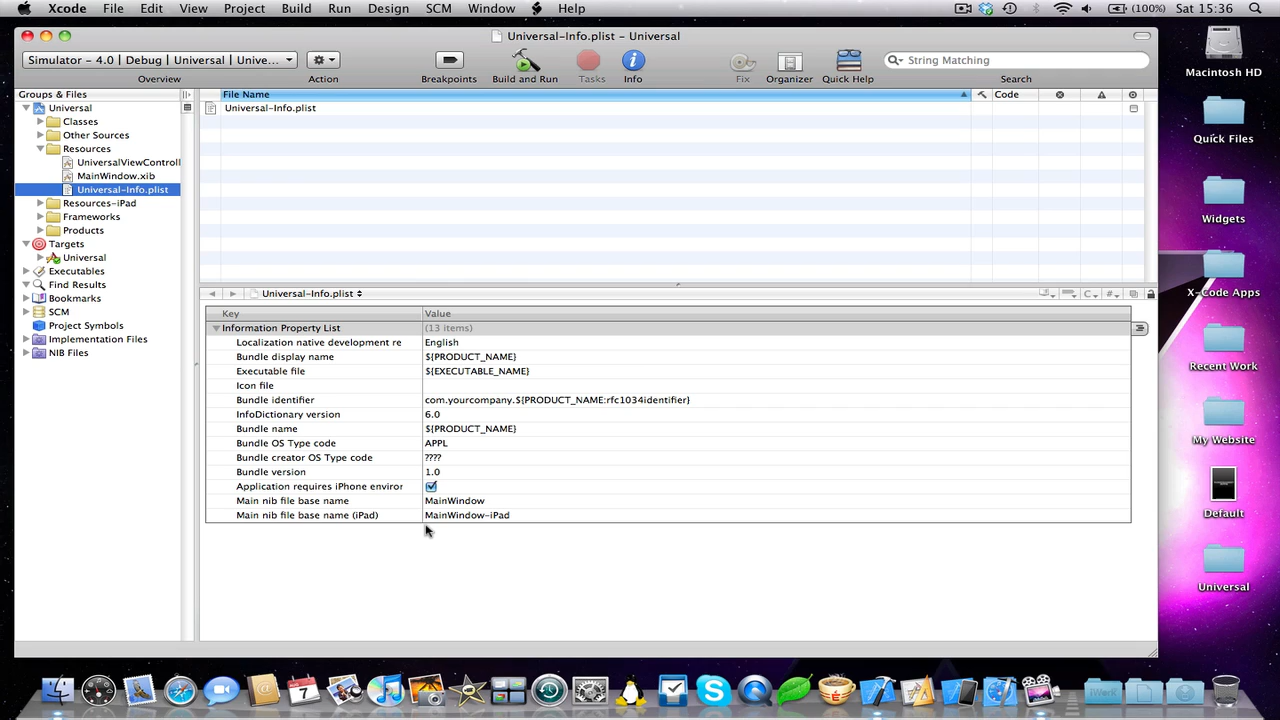 Xcode File Edit View Project Build Run Design SCM Window Help (100%) Sat 15:36
Universal-Info.plist – Universal
Simulator – 4.0 | Debug | Universal | Unive...
String Matching
Overview Action Breakpoints Build and Run Tasks Info Fix Organizer Quick Help Search
Groups & Files
File Name Code
Universal-Info.plist
Universal
Classes
Other Sources
Resources
UniversalViewControll
MainWindow.xib
Universal-Info.plist
Resources-iPad
Frameworks
Products
Targets
Universal
Executables
Find Results
Bookmarks
SCM
Project Symbols
Implementation Files
NIB Files
Universal-Info.plist
C
#
Key Value
Information Property List (13 items)
Localization native development re English
Bundle display name ${PRODUCT_NAME}
Executable file ${EXECUTABLE_NAME}
Icon file
Bundle identifier com.yourcompany.${PRODUCT_NAME:rfc1034identifier}
InfoDictionary version 6.0
Bundle name ${PRODUCT_NAME}
Bundle OS Type code APPL
Bundle creator OS Type code ????
Bundle version 1.0
Application requires iPhone enviror
Main nib file base name MainWindow
Main nib file base name (iPad) MainWindow-iPad
Macintosh HD
Quick Files
Widgets
X-Code Apps
Recent Work
My Website
Default
Universal
7
iWork